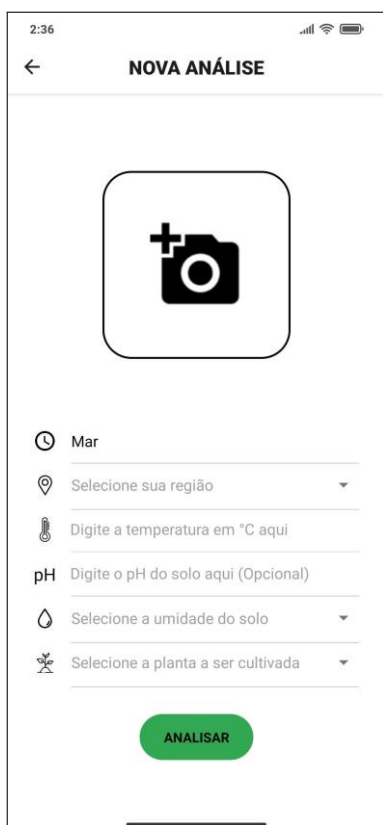 2:36
NOVA ANÁLISE
Mar
Selecione sua região
Digite a temperatura em °C aqui
pH Digite o pH do solo aqui (Opcional)
Selecione a umidade do solo
Selecione a planta a ser cultivada
ANALISAR